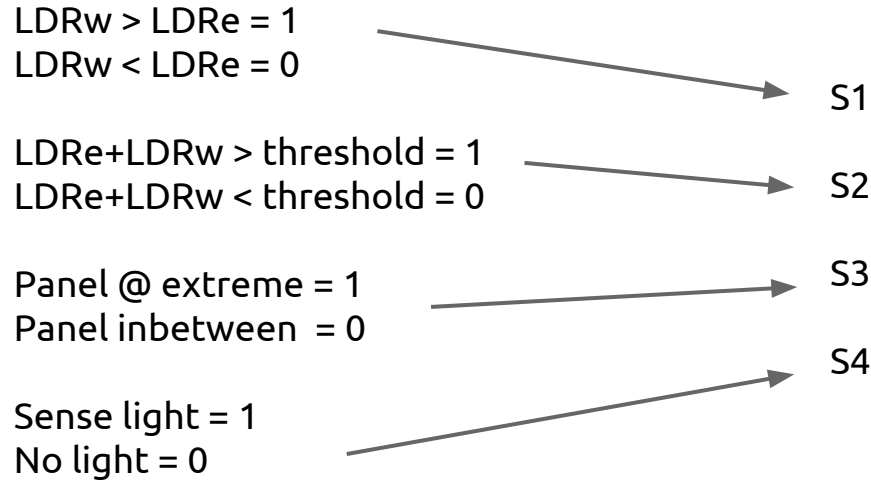 LDRw > LDRe = 1
LDRw < LDRe = 0
S1
LDRe+LDRw > threshold = 1
LDRe+LDRw < threshold = 0
S2
Panel @ extreme = 1
Panel inbetween  = 0
S3
Sense light = 1
No light = 0
S4